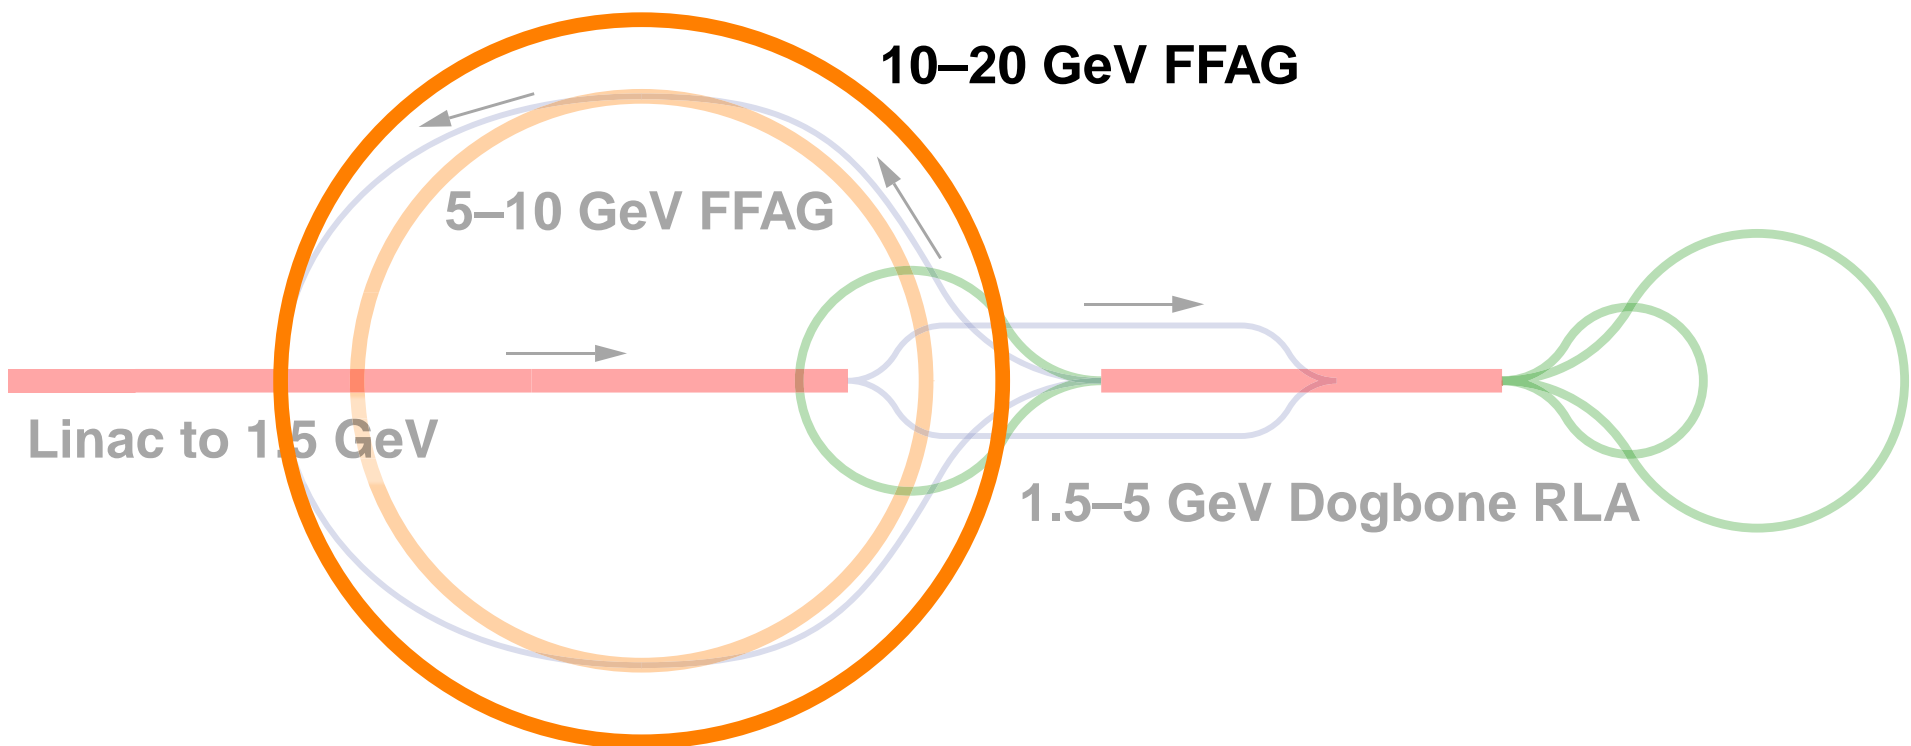 10–20 GeV FFAG
5–10 GeV FFAG
Linac to 1.5 GeV
1.5–5 GeV Dogbone RLA